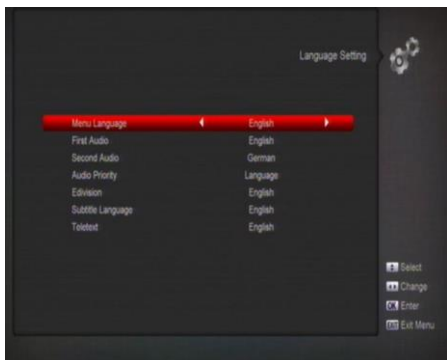 Language Setting
Menu Language English
First Audio English
Second Audio German
Audio Priority Language
Edivision English
Subtitle Language English
Teletext English
Select
Change
OK Enter
EXIT Exit Menu